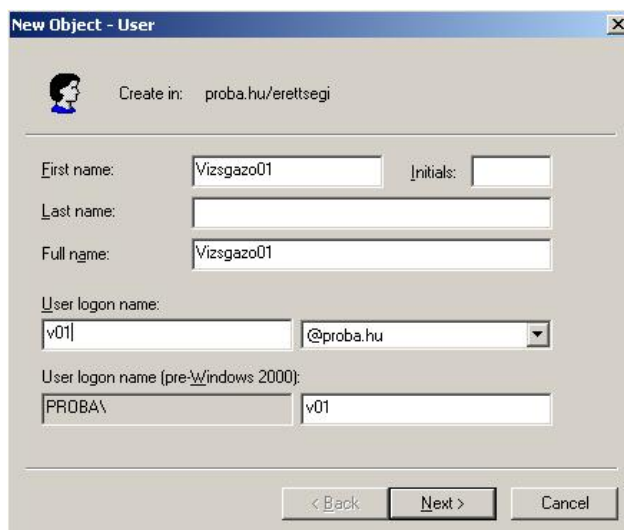 New Object - User
Create in: proba.hu/erettsegi
First name: Vizsgazo01 Initials:
Last name:
Full name: Vizsgazo01
User logon name:
v01 @proba.hu
User logon name (pre-Windows 2000):
PROBA\ v01
< Back Next > Cancel